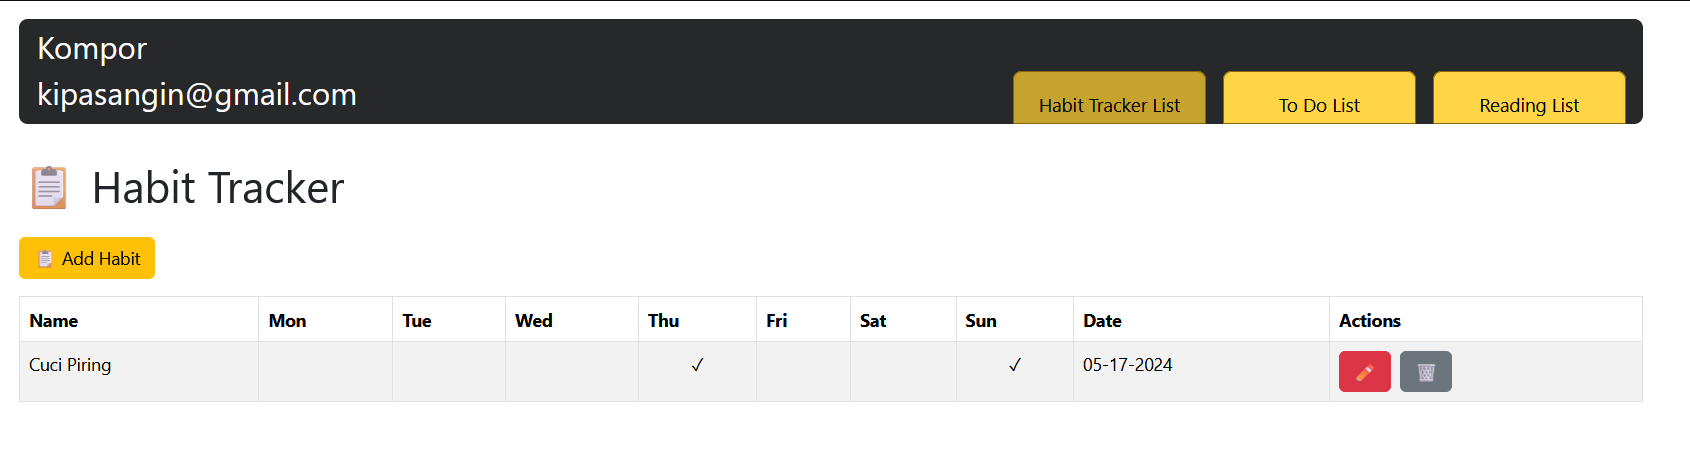 Kompor
kipasangin@gmail.com
Habit Tracker List To Do List Reading List
Habit Tracker
Add Habit
Name Mon Tue Wed Thu Fri Sat Sun Date Actions
Cuci Piring ✓ ✓ 05-17-2024